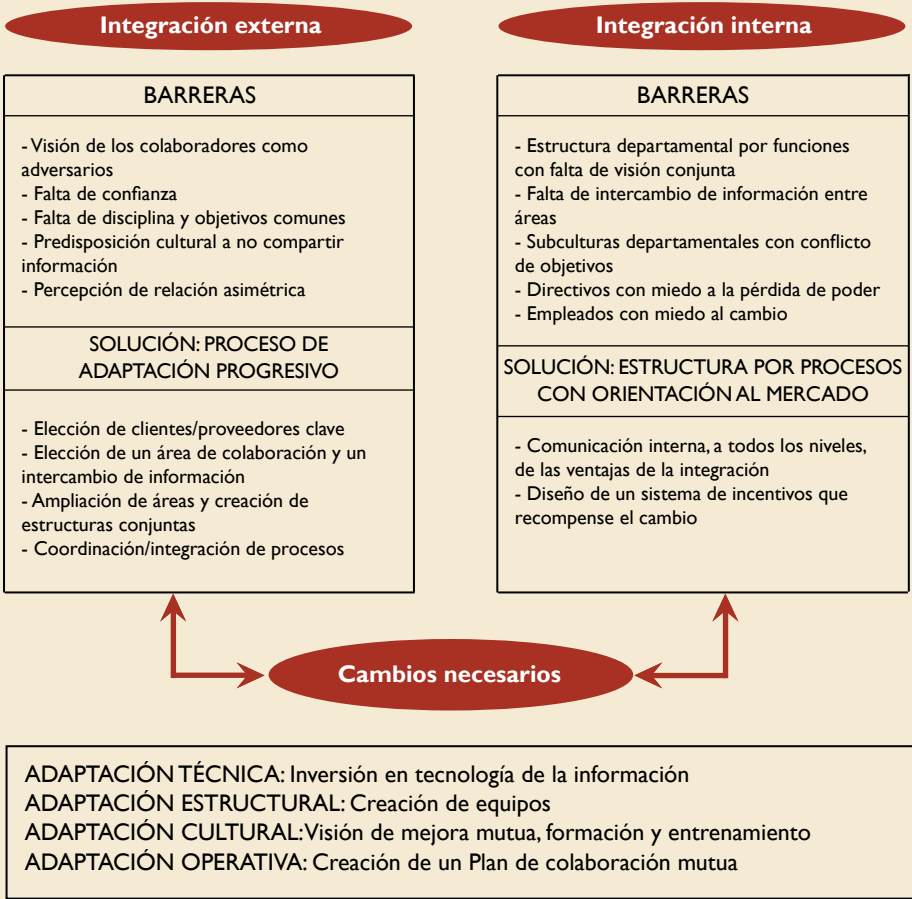 Integración externa
BARRERAS
- Visión de los colaboradores como
adversarios
- Falta de confianza
- Falta de disciplina y objetivos comunes
- Predisposición cultural a no compartir
información
- Percepción de relación asimétrica
SOLUCIÓN: PROCESO DE
ADAPTACIÓN PROGRESIVO
- Elección de clientes/proveedores clave
- Elección de un área de colaboración y un
intercambio de información
- Ampliación de áreas y creación de
estructuras conjuntas
- Coordinación/integración de procesos
Integración interna
BARRERAS
- Estructura departamental por funciones
con falta de visión conjunta
- Falta de intercambio de información entre
áreas
- Subculturas departamentales con conflicto
de objetivos
- Directivos con miedo a la pérdida de poder
- Empleados con miedo al cambio
SOLUCIÓN: ESTRUCTURA POR PROCESOS
CON ORIENTACIÓN AL MERCADO
- Comunicación interna, a todos los niveles,
de las ventajas de la integración
- Diseño de un sistema de incentivos que
recompense el cambio
Cambios necesarios
ADAPTACIÓN TÉCNICA: Inversión en tecnología de la información
ADAPTACIÓN ESTRUCTURAL: Creación de equipos
ADAPTACIÓN CULTURAL: Visión de mejora mutua, formación y entrenamiento
ADAPTACIÓN OPERATIVA: Creación de un Plan de colaboración mutua